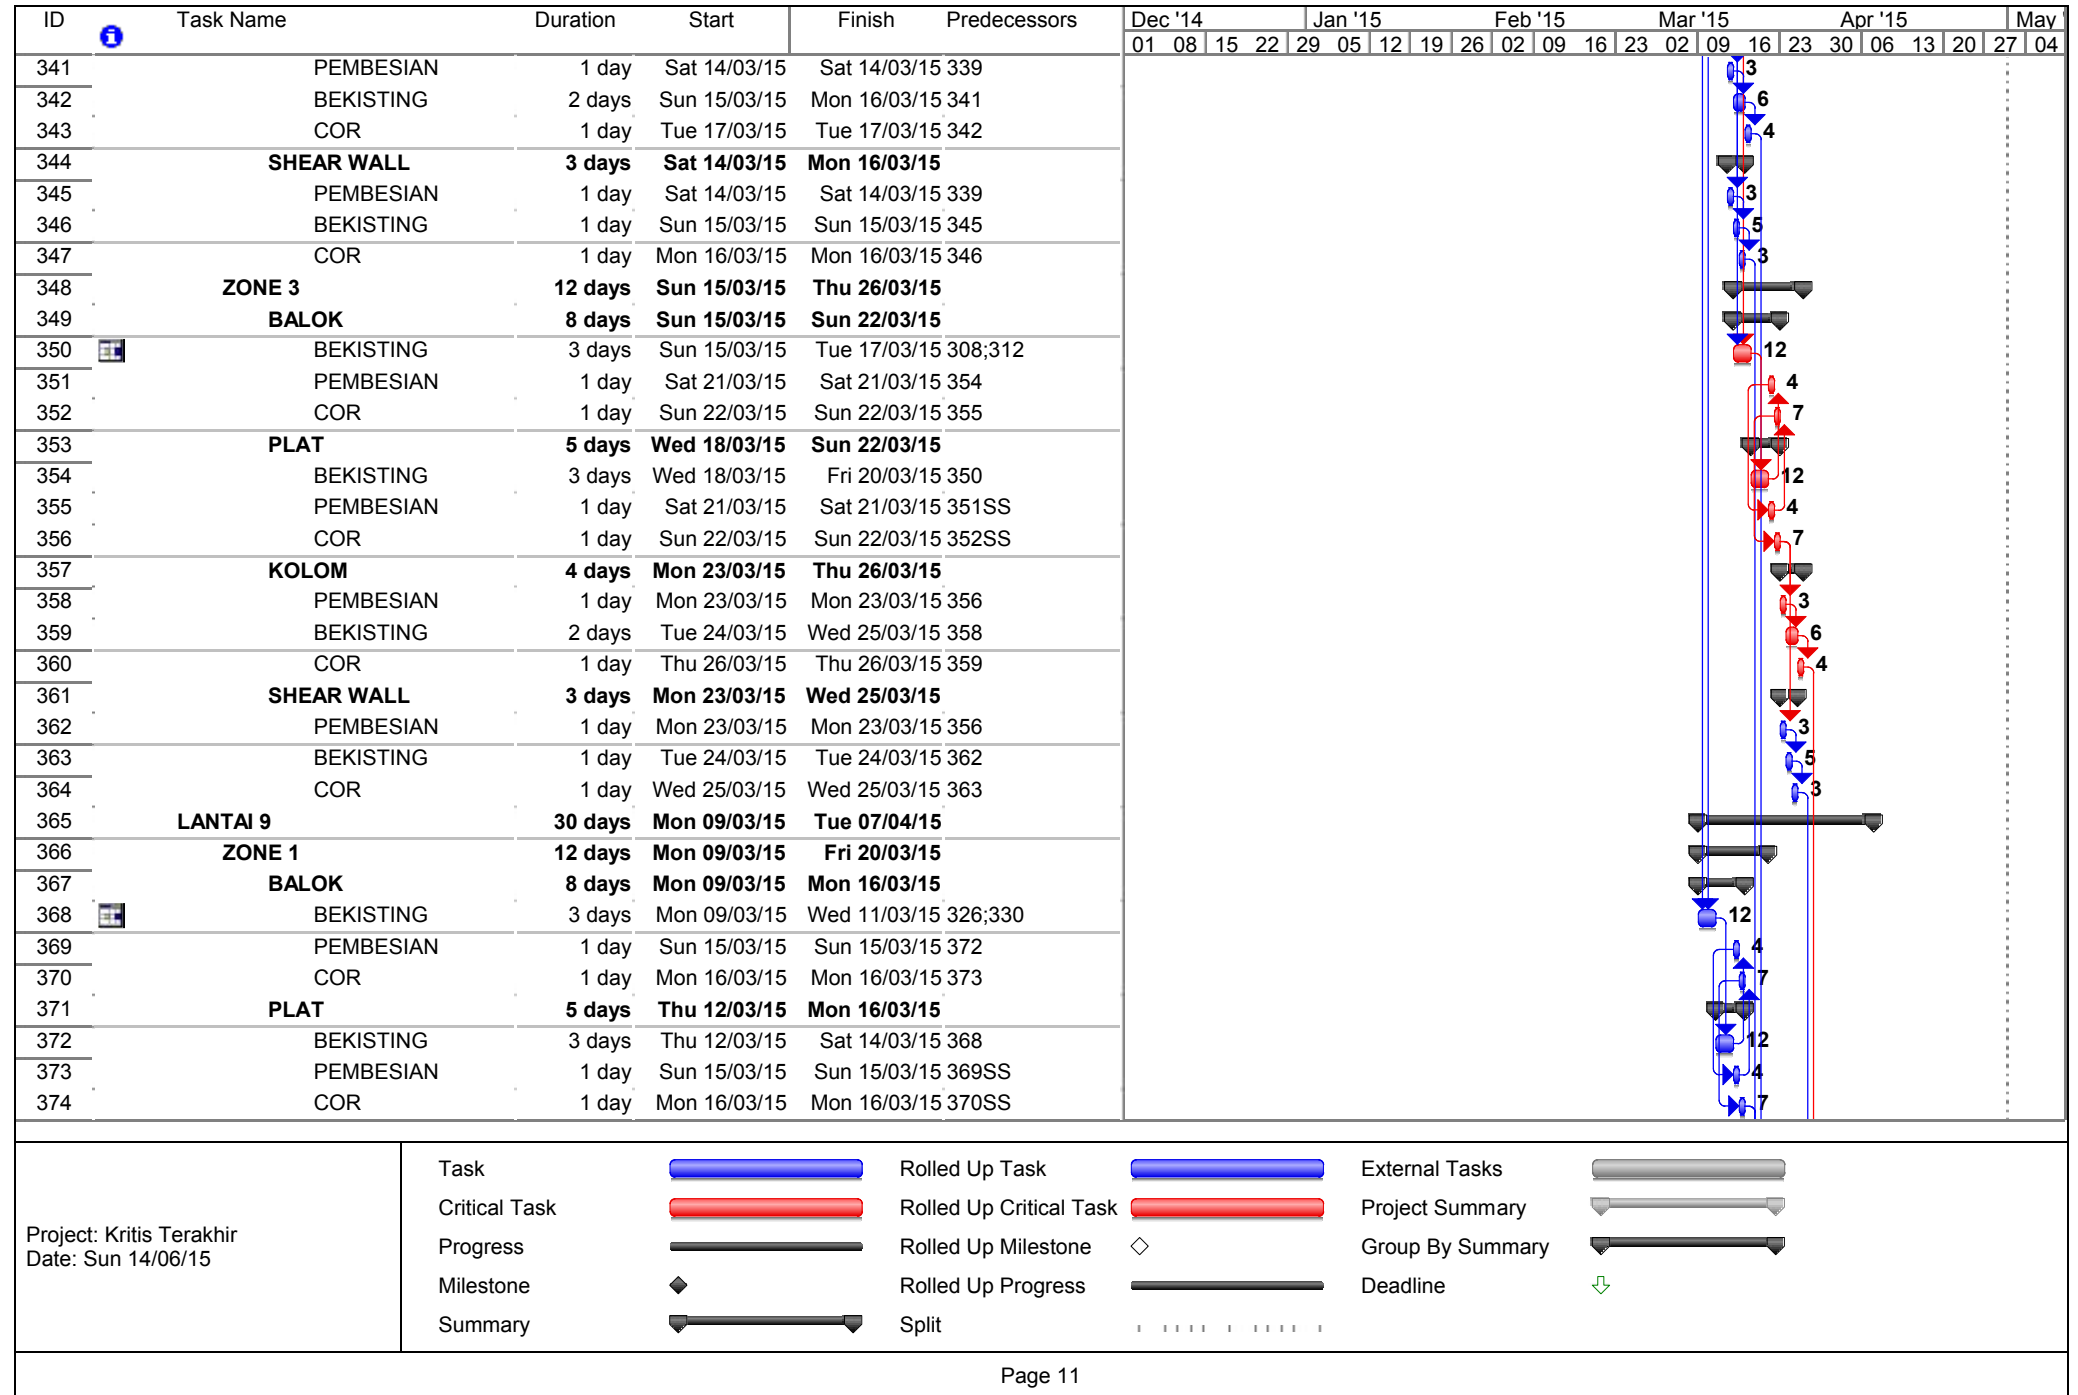 ID Task Name Duration Start Finish Predecessors Dec '14 Jan '15 Feb '15 Mar '15 Apr '15 May '
01 08 15 22 29 05 12 19 26 02 09 16 23 02 09 16 23 30 06 13 20 27 04
341 PEMBESIAN 1 day Sat 14/03/15 Sat 14/03/15 339 3
342 BEKISTING 2 days Sun 15/03/15 Mon 16/03/15 341 6
343 COR 1 day Tue 17/03/15 Tue 17/03/15 342 4
344 SHEAR WALL 3 days Sat 14/03/15 Mon 16/03/15
345 PEMBESIAN 1 day Sat 14/03/15 Sat 14/03/15 339 3
346 BEKISTING 1 day Sun 15/03/15 Sun 15/03/15 345 5
347 COR 1 day Mon 16/03/15 Mon 16/03/15 346 3
348 ZONE 3 12 days Sun 15/03/15 Thu 26/03/15
349 BALOK 8 days Sun 15/03/15 Sun 22/03/15
350 BEKISTING 3 days Sun 15/03/15 Tue 17/03/15 308;312 12
351 PEMBESIAN 1 day Sat 21/03/15 Sat 21/03/15 354 4
352 COR 1 day Sun 22/03/15 Sun 22/03/15 355 7
353 PLAT 5 days Wed 18/03/15 Sun 22/03/15
354 BEKISTING 3 days Wed 18/03/15 Fri 20/03/15 350 12
355 PEMBESIAN 1 day Sat 21/03/15 Sat 21/03/15 351SS 4
356 COR 1 day Sun 22/03/15 Sun 22/03/15 352SS 7
357 KOLOM 4 days Mon 23/03/15 Thu 26/03/15
358 PEMBESIAN 1 day Mon 23/03/15 Mon 23/03/15 356 3
359 BEKISTING 2 days Tue 24/03/15 Wed 25/03/15 358 6
360 COR 1 day Thu 26/03/15 Thu 26/03/15 359 4
361 SHEAR WALL 3 days Mon 23/03/15 Wed 25/03/15
362 PEMBESIAN 1 day Mon 23/03/15 Mon 23/03/15 356 3
363 BEKISTING 1 day Tue 24/03/15 Tue 24/03/15 362 5
364 COR 1 day Wed 25/03/15 Wed 25/03/15 363 3
365 LANTAI 9 30 days Mon 09/03/15 Tue 07/04/15
366 ZONE 1 12 days Mon 09/03/15 Fri 20/03/15
367 BALOK 8 days Mon 09/03/15 Mon 16/03/15
368 BEKISTING 3 days Mon 09/03/15 Wed 11/03/15 326;330 12
369 PEMBESIAN 1 day Sun 15/03/15 Sun 15/03/15 372 4
370 COR 1 day Mon 16/03/15 Mon 16/03/15 373 7
371 PLAT 5 days Thu 12/03/15 Mon 16/03/15
372 BEKISTING 3 days Thu 12/03/15 Sat 14/03/15 368 12
373 PEMBESIAN 1 day Sun 15/03/15 Sun 15/03/15 369SS 4
374 COR 1 day Mon 16/03/15 Mon 16/03/15 370SS 7
Project: Kritis Terakhir
Date: Sun 14/06/15
Task
Critical Task
Progress
Milestone
Summary
Rolled Up Task
Rolled Up Critical Task
Rolled Up Milestone
Rolled Up Progress
Split
External Tasks
Project Summary
Group By Summary
Deadline
Page 11